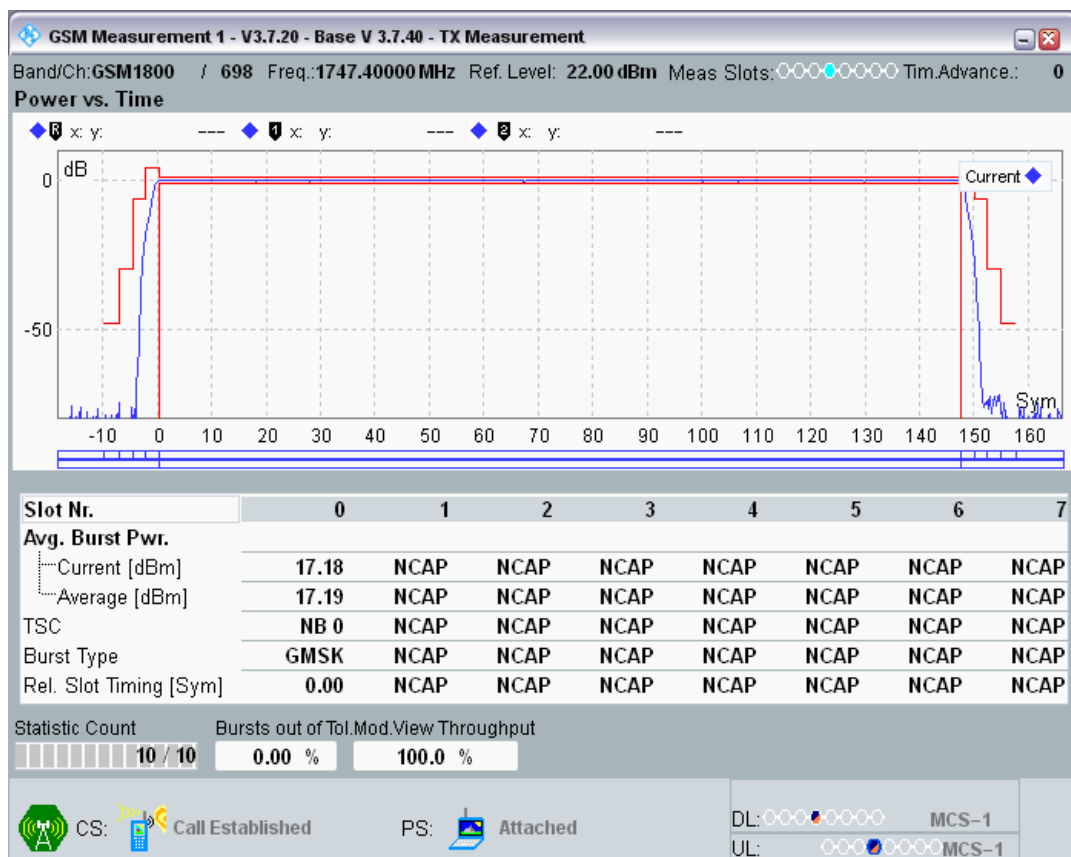 GSM Measurement 1 - V3.7.20 - Base V 3.7.40 - TX Measurement
Band/Ch:GSM1800 / 698 Freq.:1747.40000 MHz Ref. Level: 22.00 dBm Meas Slots: Tim.Advance.: 0
Power vs. Time
R x: y: --- 1 x: y: --- 2 x: y: ---
dB
Current
0
-50
Sym
-10 0 10 20 30 40 50 60 70 80 90 100 110 120 130 140 150 160
Slot Nr. 0 1 2 3 4 5 6 7
Avg. Burst Pwr.
Current [dBm] 17.18 NCAP NCAP NCAP NCAP NCAP NCAP NCAP
Average [dBm] 17.19 NCAP NCAP NCAP NCAP NCAP NCAP NCAP
TSC NB 0 NCAP NCAP NCAP NCAP NCAP NCAP NCAP
Burst Type GMSK NCAP NCAP NCAP NCAP NCAP NCAP NCAP
Rel. Slot Timing [Sym] 0.00 NCAP NCAP NCAP NCAP NCAP NCAP NCAP
Statistic Count Bursts out of Tol. Mod.View Throughput
10 / 10 0.00 % 100.0 %
CS: Call Established PS: Attached DL: MCS-1
UL: MCS-1